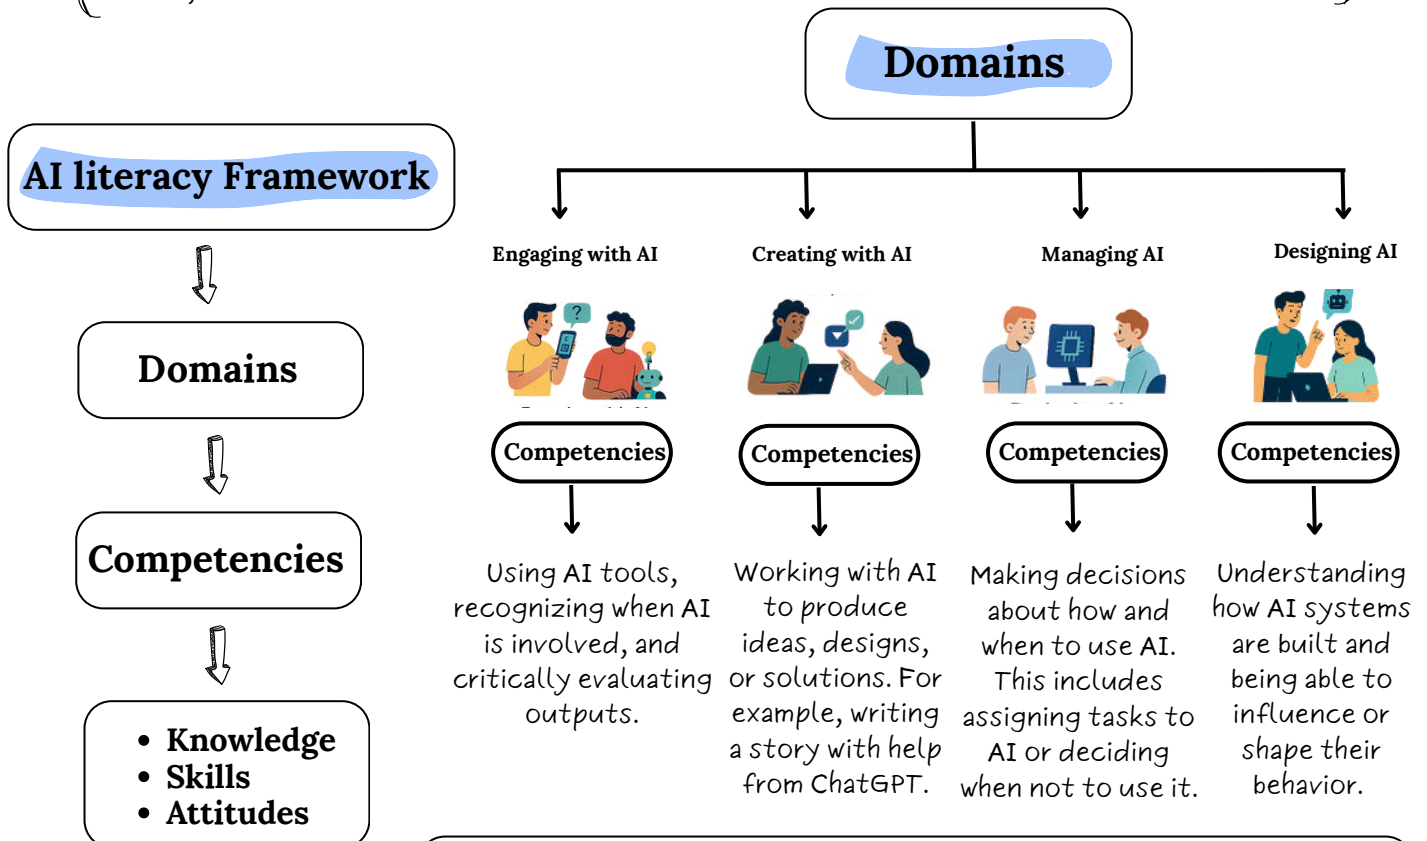 Domains
AI literacy Framework
Domains
Competencies
• Knowledge
• Skills
• Attitudes
Engaging with AI
Creating with AI
Managing AI
Designing AI
?
Competencies
Competencies
Competencies
Competencies
Using AI tools,
recognizing when AI
is involved, and
critically evaluating
outputs.
Working with AI
to produce
ideas, designs,
or solutions. For
example, writing
a story with help
from ChatGPT.
Making decisions
about how and
when to use AI.
This includes
assigning tasks to
AI or deciding
when not to use it.
Understanding
how AI systems
are built and
being able to
influence or
shape their
behavior.